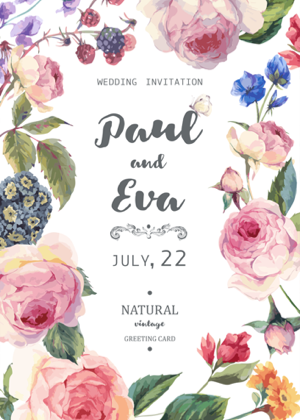 WEDDING INVITATION
Paul
and
Eva
JULY, 22
NATURAL
vintage
GREETING CARD